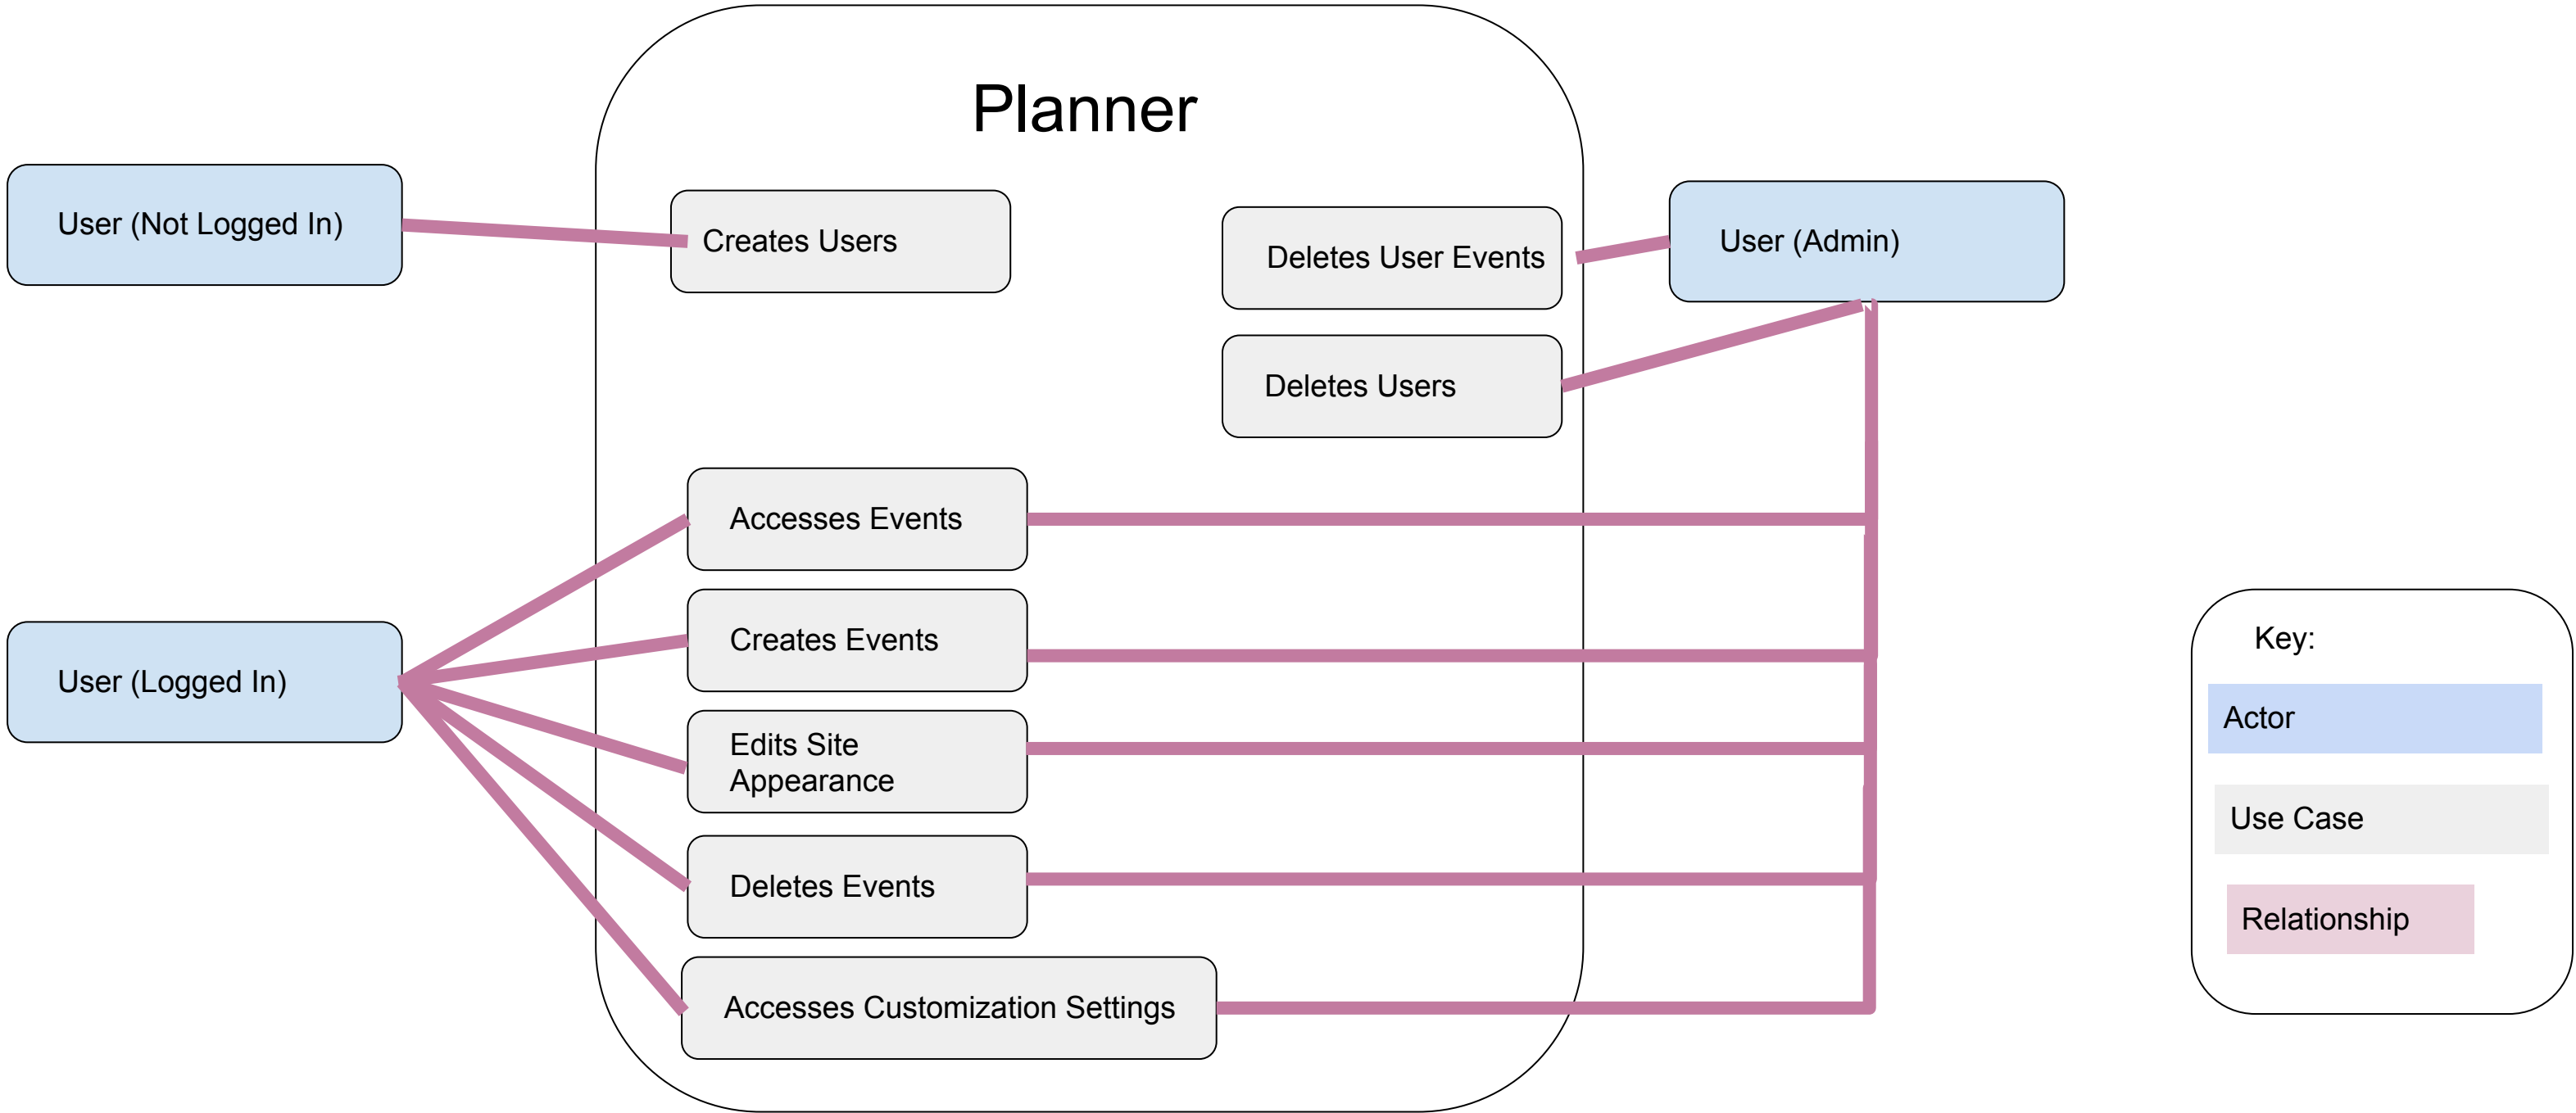 Planner
User (Not Logged In)
Creates Users
Deletes User Events
User (Admin)
Deletes Users
Accesses Events
Creates Events
User (Logged In)
Edits Site
Appearance
Deletes Events
Accesses Customization Settings
Key:
Actor
Use Case
Relationship